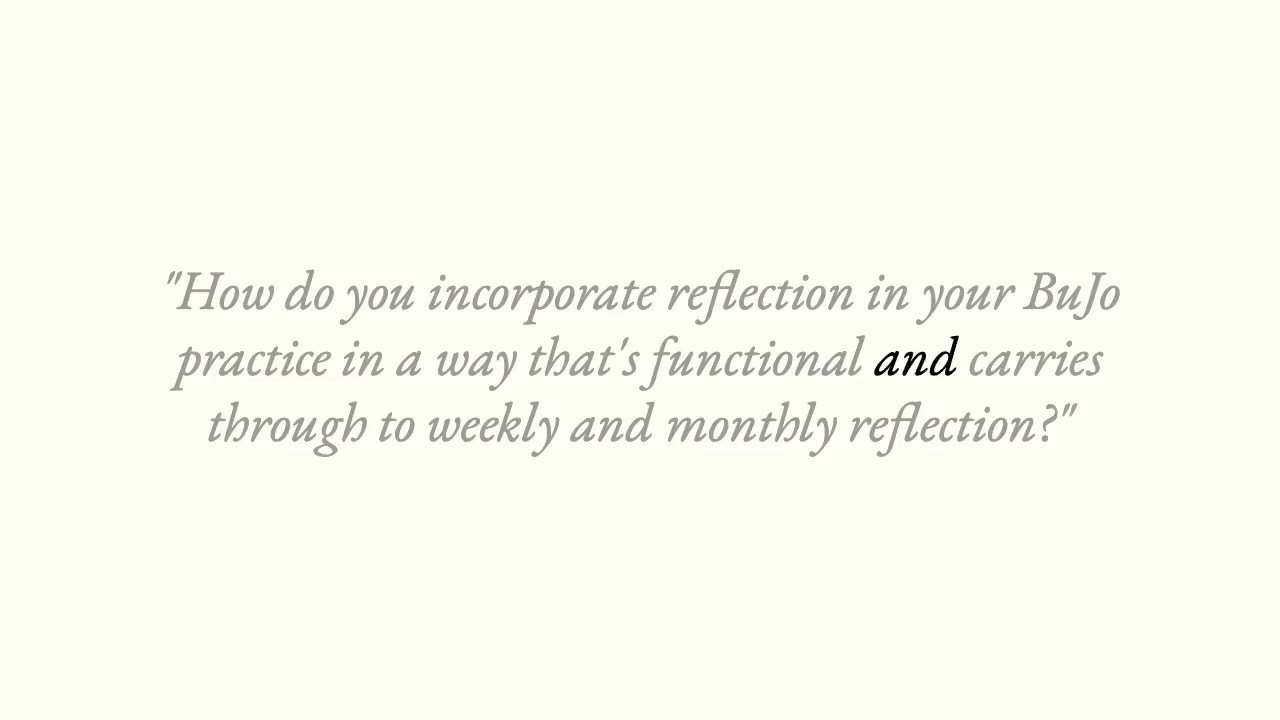 "How do you incorporate reflection in your BuJo
practice in a way that's functional and carries
through to weekly and monthly reflection?"